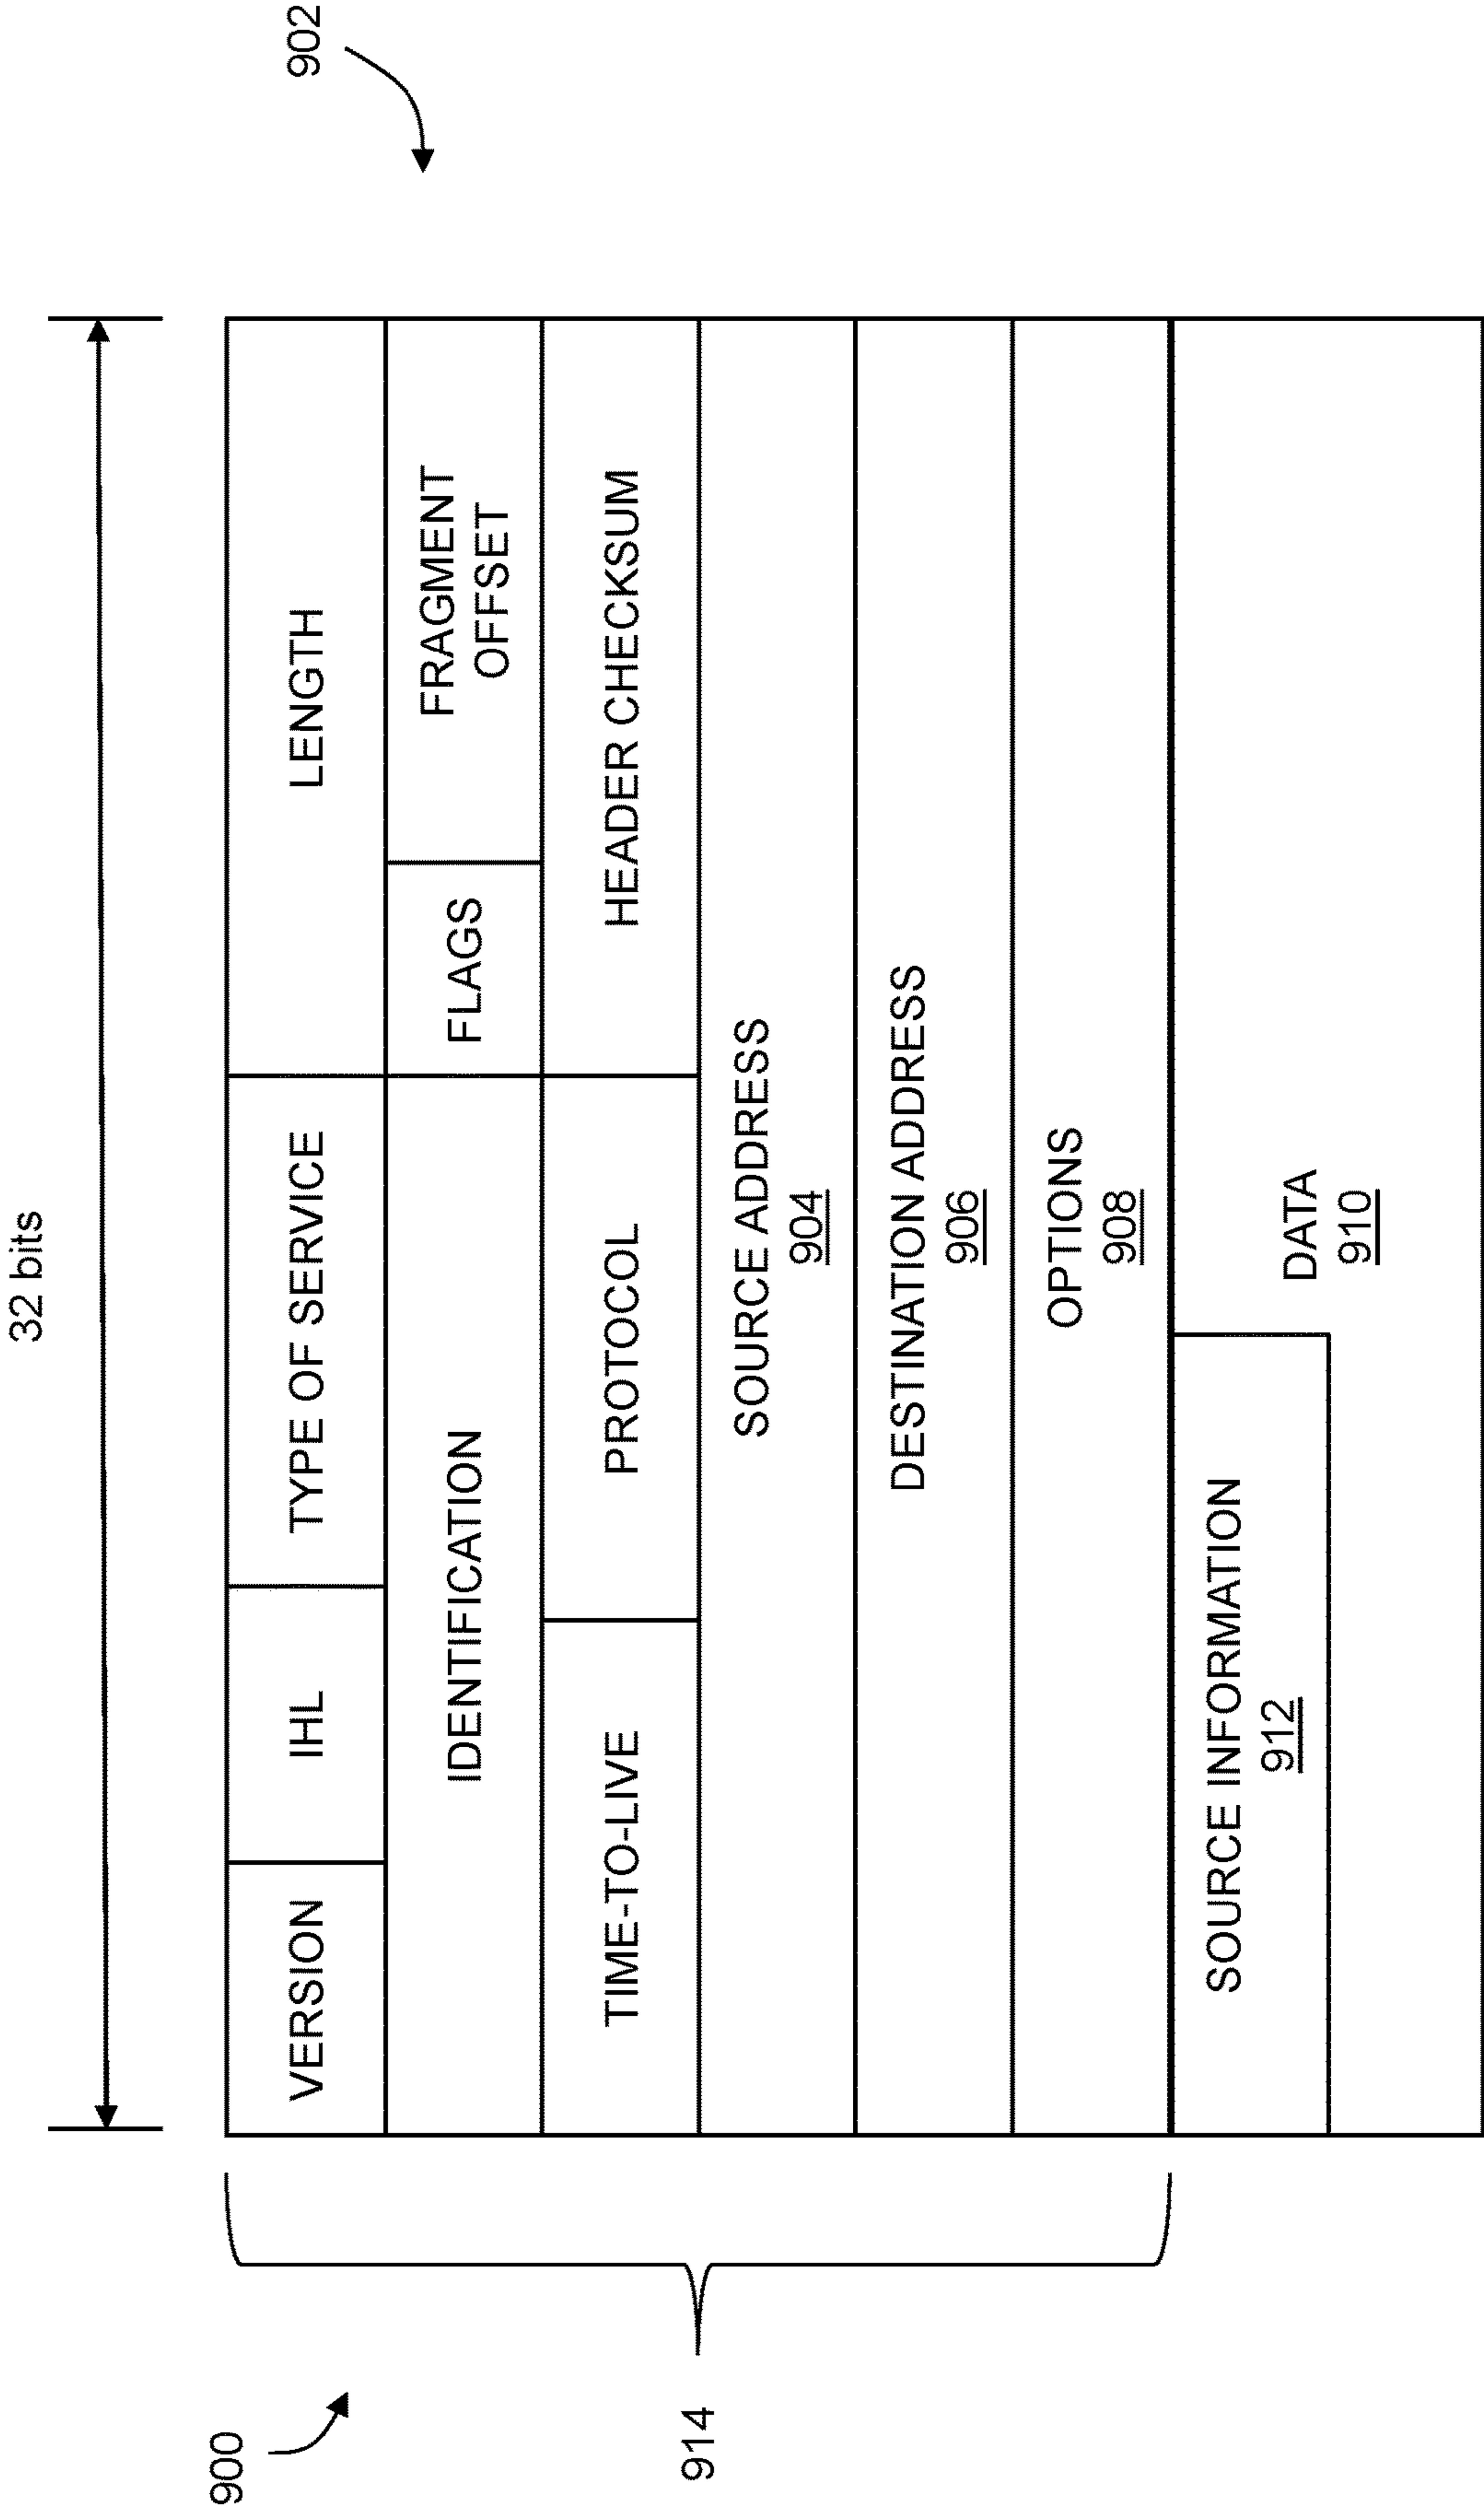 32 bits
900
902
VERSION
IHL
TYPE OF SERVICE
LENGTH
IDENTIFICATION
FLAGS
FRAGMENT
OFFSET
TIME-TO-LIVE
PROTOCOL
HEADER CHECKSUM
914
SOURCE ADDRESS
904
DESTINATION ADDRESS
906
OPTIONS
908
SOURCE INFORMATION
912
DATA
910